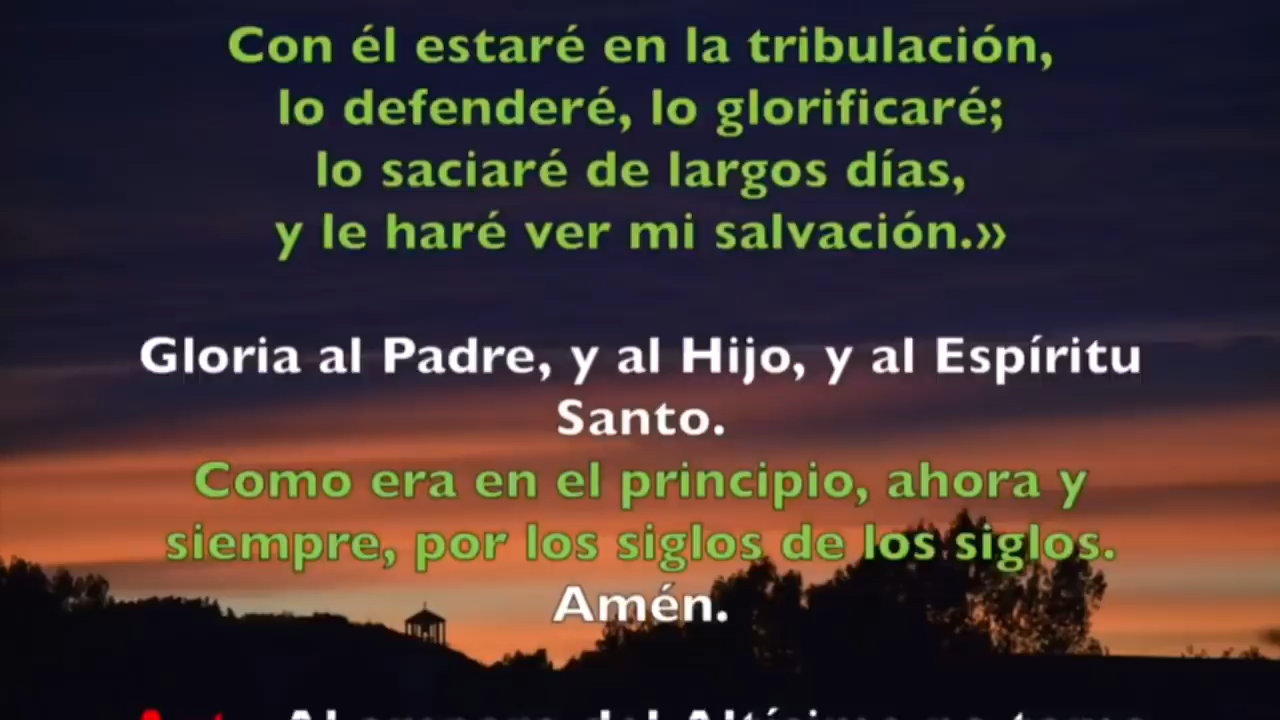 Con él estaré en la tribulación,
lo defenderé, lo glorificaré;
lo saciaré de largos días,
y le haré ver mi salvación.»
Gloria al Padre, y al Hijo, y al Espíritu
Santo.
Como era en el principio, ahora y
siempre, por los siglos de los siglos.
Amén.